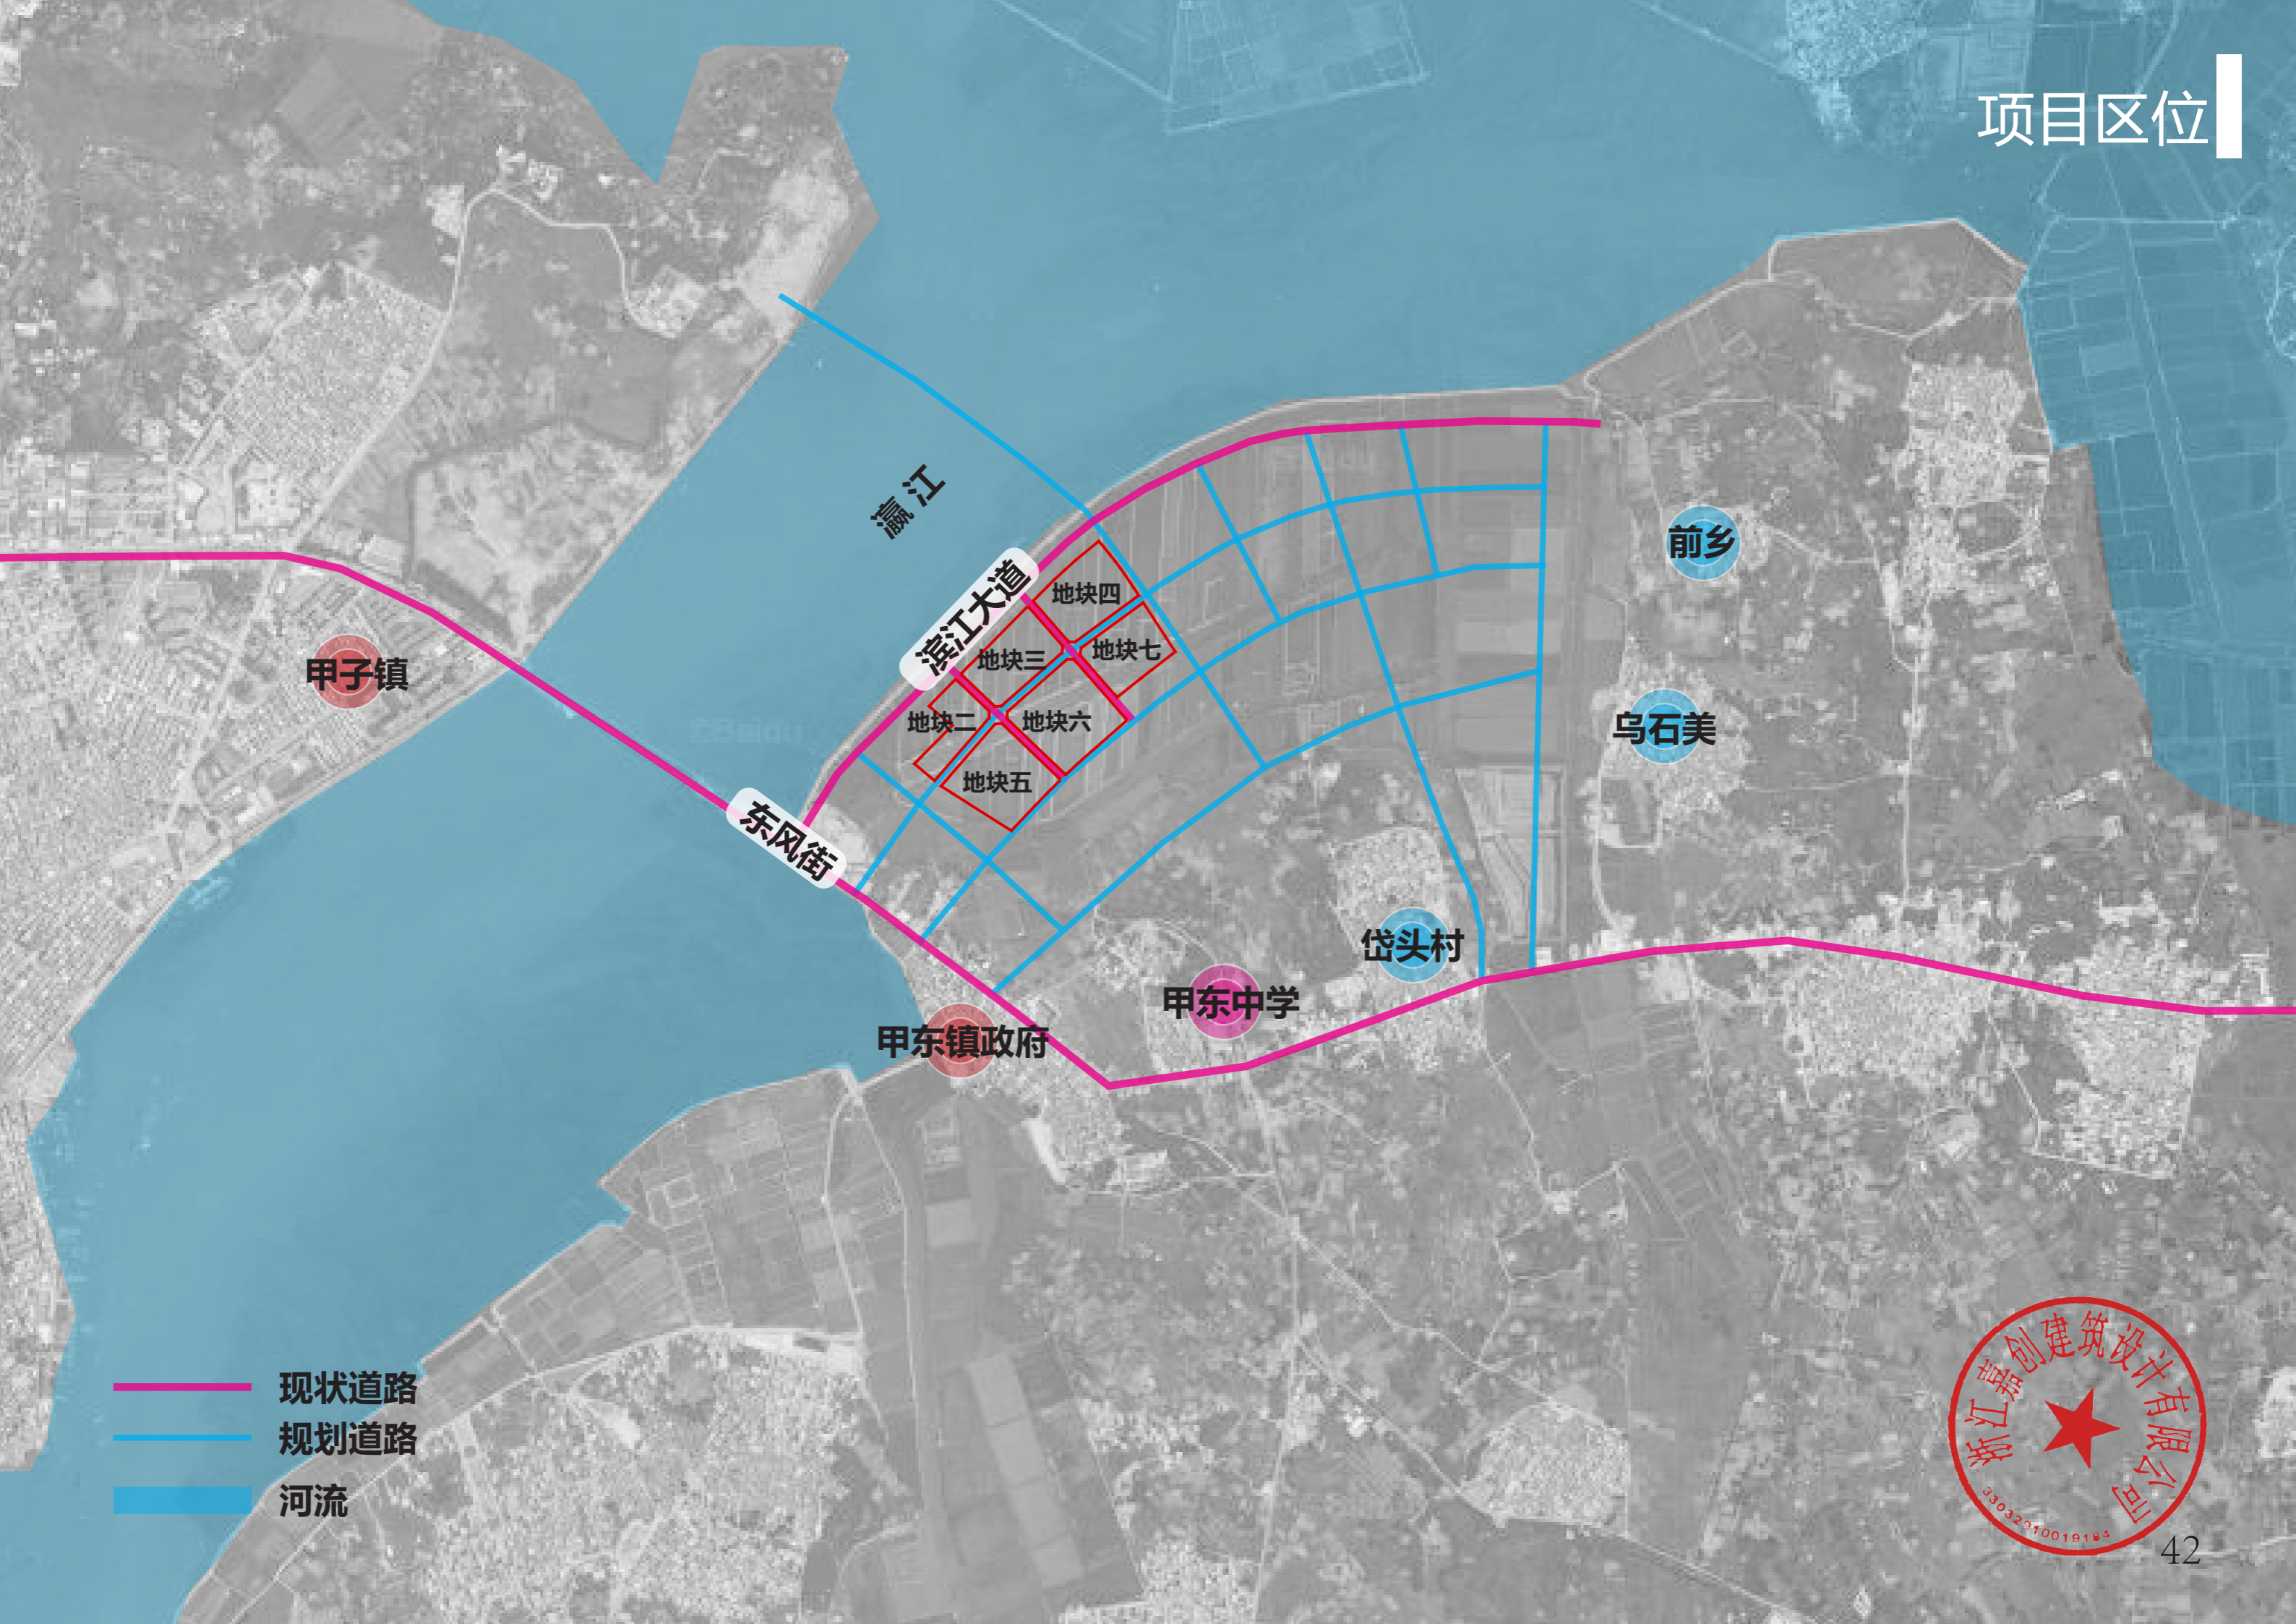 项目区位
瀛江
滨江大道
地块四
地块三
地块七
地块二
地块六
地块五
东风街
甲子镇
前乡
乌石美
岱头村
甲东中学
甲东镇政府
Baidu
现状道路
规划道路
河流
浙江嘉创建筑设计有限公司
42